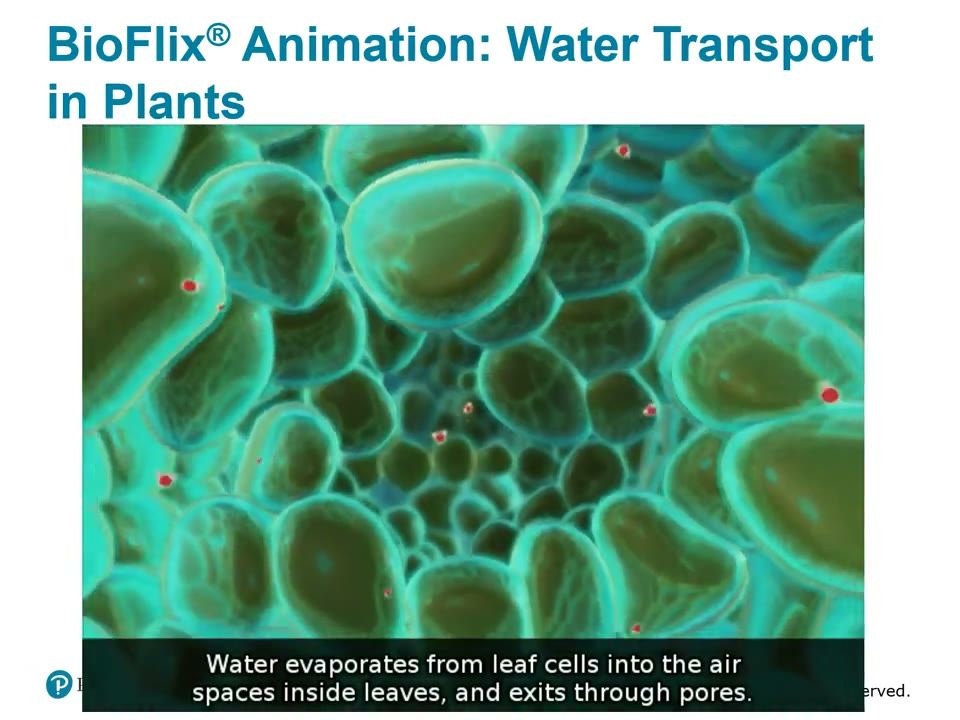 BioFlix® Animation: Water Transport
in Plants
Water evaporates from leaf cells into the air
spaces inside leaves, and exits through pores.